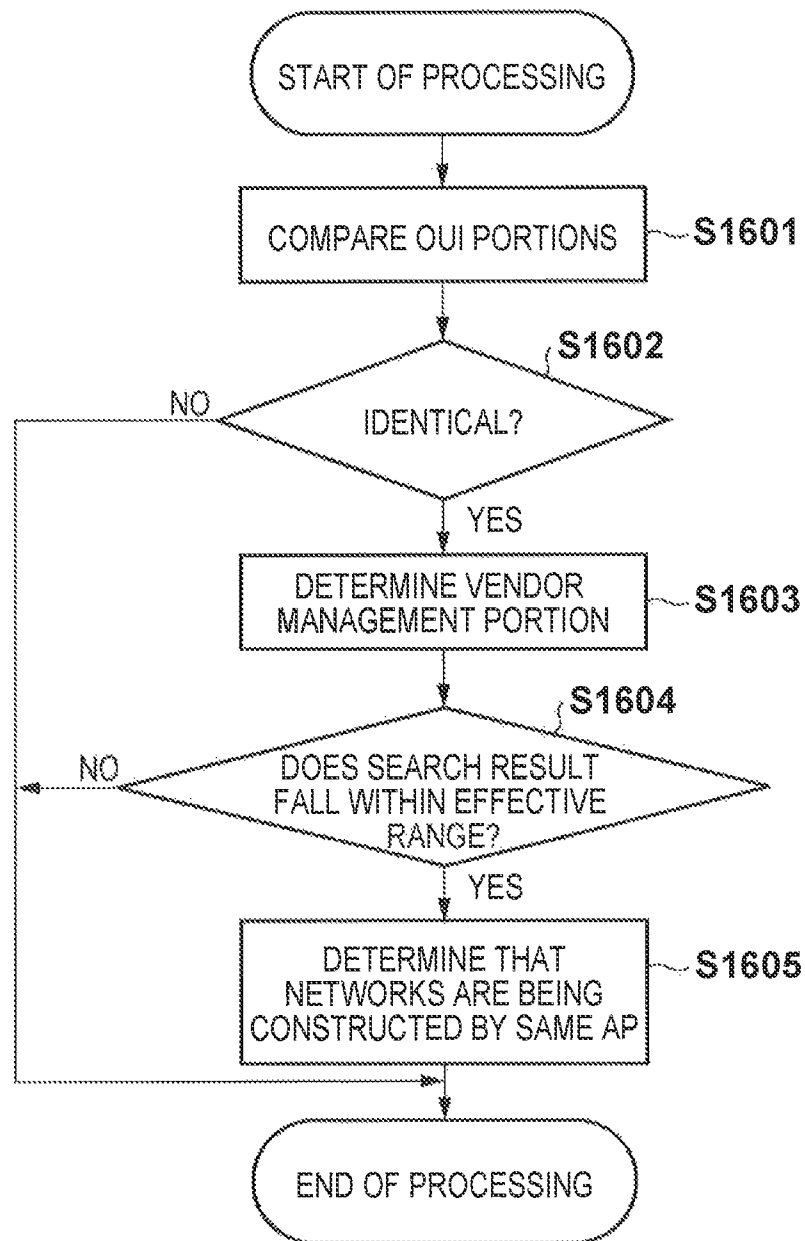 START OF PROCESSING
COMPARE OUI PORTIONS
S1601
S1602
NO
IDENTICAL?
YES
DETERMINE VENDOR
MANAGEMENT PORTION
S1603
S1604
NO
DOES SEARCH RESULT
FALL WITHIN EFFECTIVE
RANGE?
YES
DETERMINE THAT
NETWORKS ARE BEING
CONSTRUCTED BY SAME AP
S1605
END OF PROCESSING